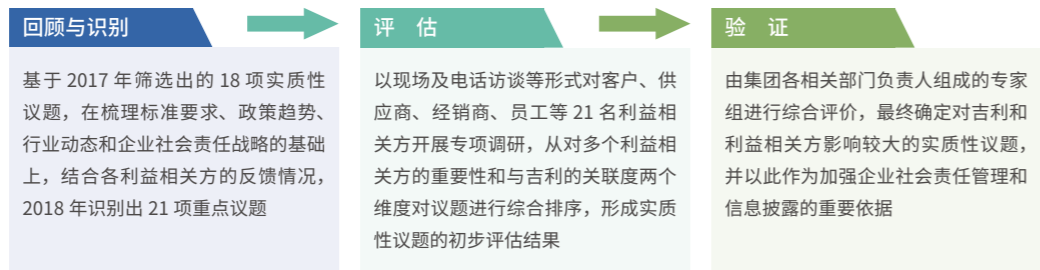 回顾与识别
基于 2017 年筛选出的 18 项实质性
议题，在梳理标准要求、政策趋势、
行业动态和企业社会责任战略的基础
上，结合各利益相关方的反馈情况，
2018 年识别出 21 项重点议题
评 估
以现场及电话访谈等形式对客户、供
应商、经销商、员工等 21 名利益相
关方开展专项调研，从对多个利益相
关方的重要性和与吉利的关联度两个
维度对议题进行综合排序，形成实质
性议题的初步评估结果
验 证
由集团各相关部门负责人组成的专家
组进行综合评价，最终确定对吉利和
利益相关方影响较大的实质性议题，
并以此作为加强企业社会责任管理和
信息披露的重要依据